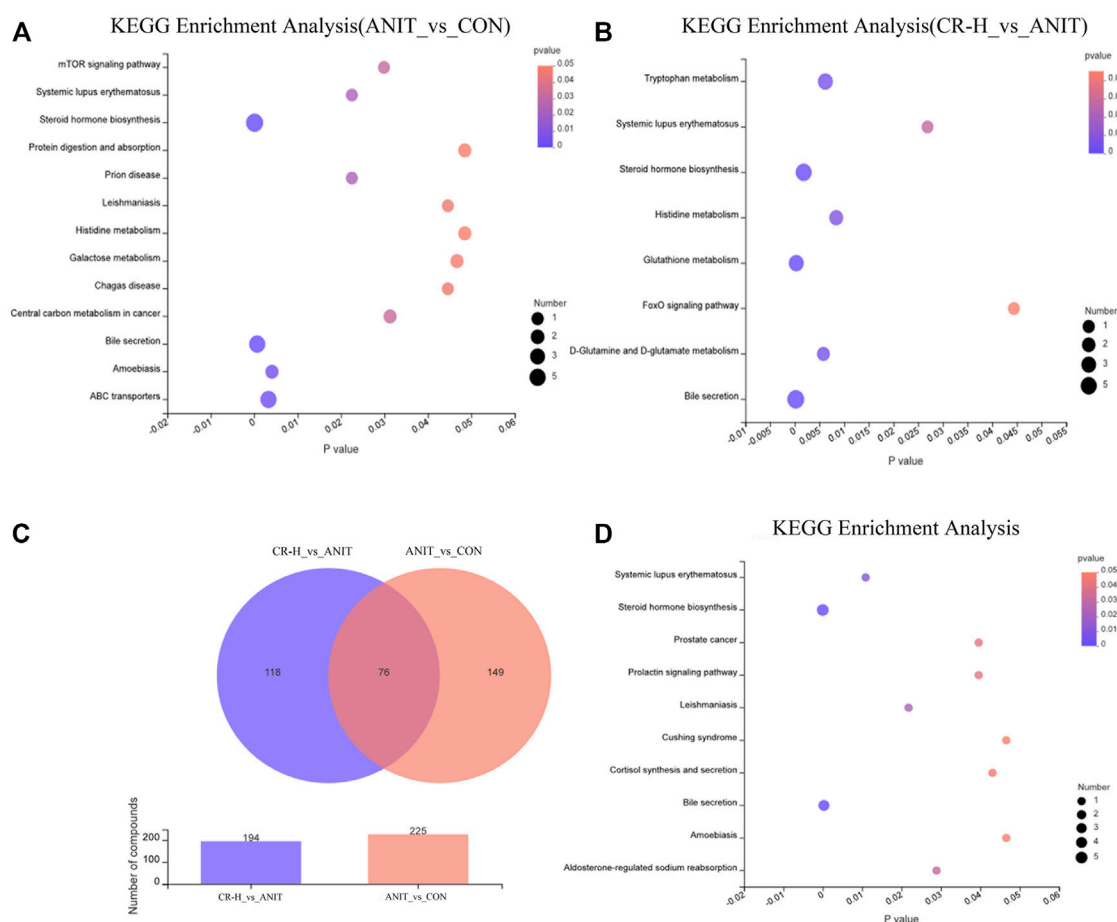 A
KEGG Enrichment Analysis(ANIT_vs_CON)
mTOR signaling pathway
Systemic lupus erythematosus
Steroid hormone biosynthesis
Protein digestion and absorption
Prion disease
Leishmaniasis
Histidine metabolism
Galactose metabolism
Chagas disease
Central carbon metabolism in cancer
Bile secretion
Amoebiasis
ABC transporters
-0.02
-0.01
0
0.01
0.02
0.03
0.04
0.05
0.06
P value
pvalue
0.05
0.04
0.03
0.02
0.01
0
Number
1
2
3
5
B
KEGG Enrichment Analysis(CR-H_vs_ANIT)
Tryptophan metabolism
Systemic lupus erythematosus
Steroid hormone biosynthesis
Histidine metabolism
Glutathione metabolism
FoxO signaling pathway
D-Glutamine and D-glutamate metabolism
Bile secretion
-0.01
-0.005
0
0.005
0.01
0.015
0.02
0.025
0.03
0.035
0.04
0.045
0.05
0.055
P value
pvalue
0.0
0.0
0.0
0.0
0
Number
1
2
3
5
C
CR-H_vs_ANIT
ANIT_vs_CON
118
76
149
Number of compounds
200
100
0
194
225
CR-H_vs_ANIT
ANIT_vs_CON
D
KEGG Enrichment Analysis
Systemic lupus erythematosus
Steroid hormone biosynthesis
Prostate cancer
Prolactin signaling pathway
Leishmaniasis
Cushing syndrome
Cortisol synthesis and secretion
Bile secretion
Amoebiasis
Aldosterone-regulated sodium reabsorption
-0.02
-0.01
0
0.01
0.02
0.03
0.04
0.05
0.06
P value
pvalue
0.05
0.04
0.03
0.02
0.01
0
Number
1
2
3
4
5